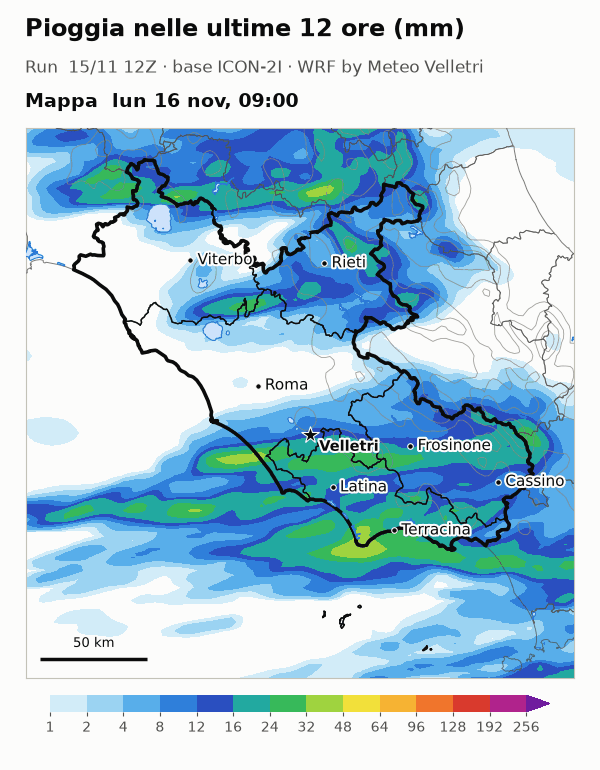 Pioggia nelle ultime 12 ore (mm)
Run  15/11 12Z · base ICON-2I · WRF by Meteo Velletri
Mappa  lun 16 nov, 09:00
Viterbo
Rieti
Roma
Velletri
Frosinone
Latina
Cassino
Terracina
50 km
1 2 4 8 12 16 24 32 48 64 96 128 192 256